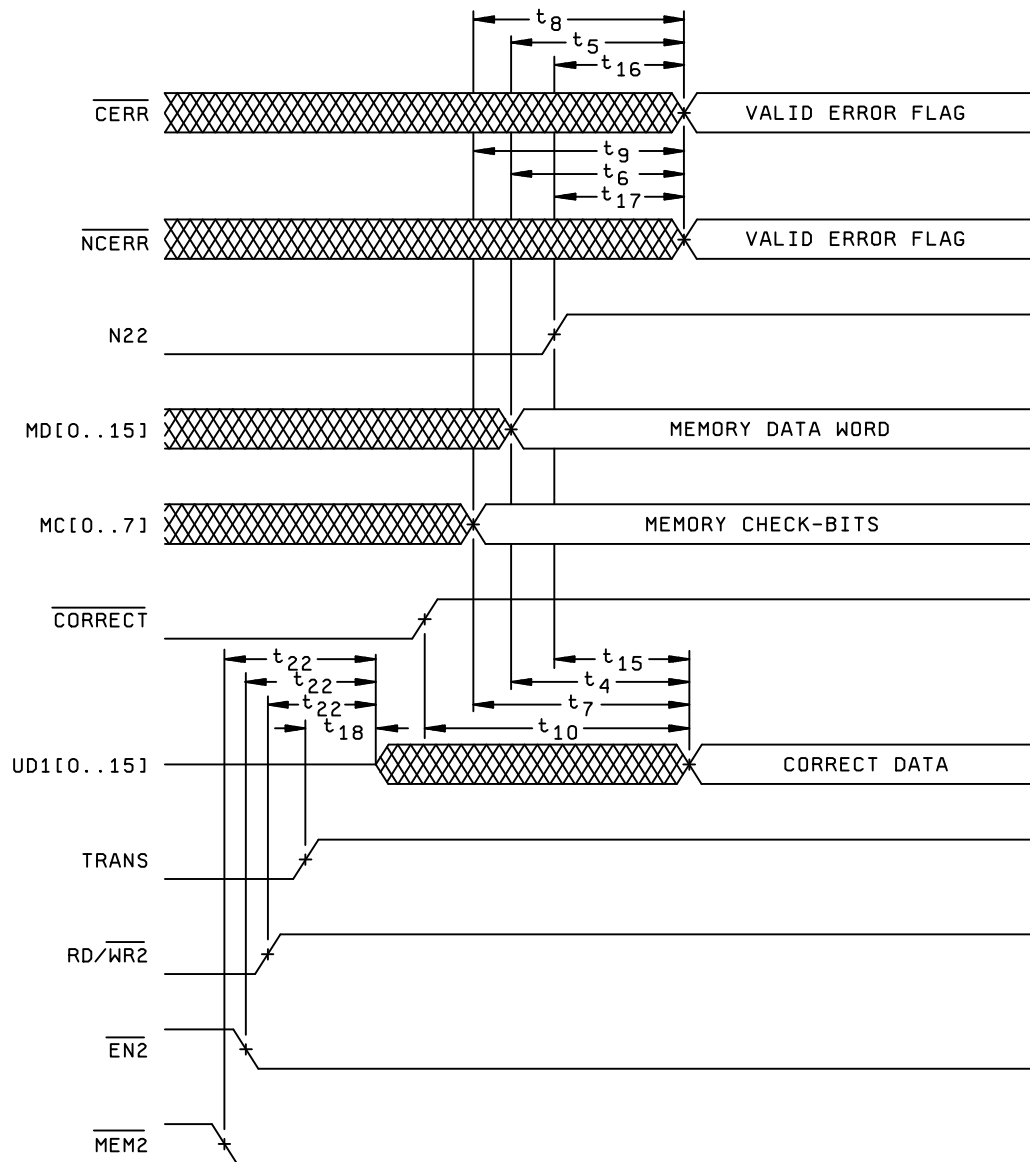 t8
t5
t16
CERR VALID ERROR FLAG
t9
t6
t17
NCERR VALID ERROR FLAG
N22
MD[0..15] MEMORY DATA WORD
MC[0..7] MEMORY CHECK-BITS
CORRECT
t22 t15
t22 t4
t22 t7
t18 t10
UD1[0..15] CORRECT DATA
TRANS
RD/WR2
EN2
MEM2